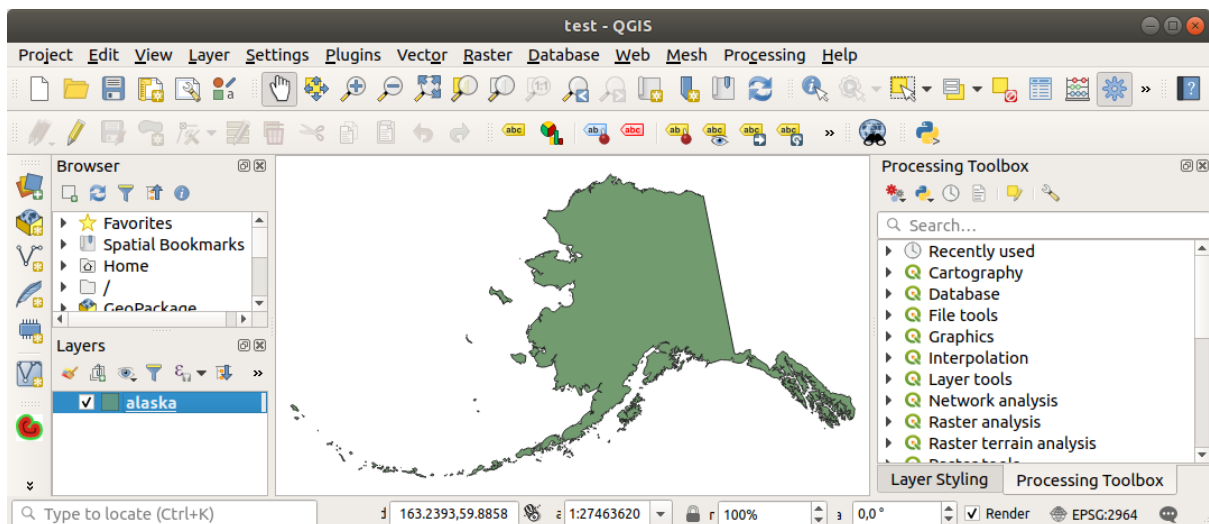 test - QGIS
Project Edit View Layer Settings Plugins Vector Raster Database Web Mesh Processing Help
Browser
Favorites
Spatial Bookmarks
Home
/
GeoPackage
Layers
alaska
Processing Toolbox
Search...
Recently used
Cartography
Database
File tools
Graphics
Interpolation
Layer tools
Network analysis
Raster analysis
Raster terrain analysis
Raster tools
Layer Styling Processing Toolbox
Type to locate (Ctrl+K) 163.2393,59.8858 1:27463620 100% 0,0 ° Render EPSG:2964